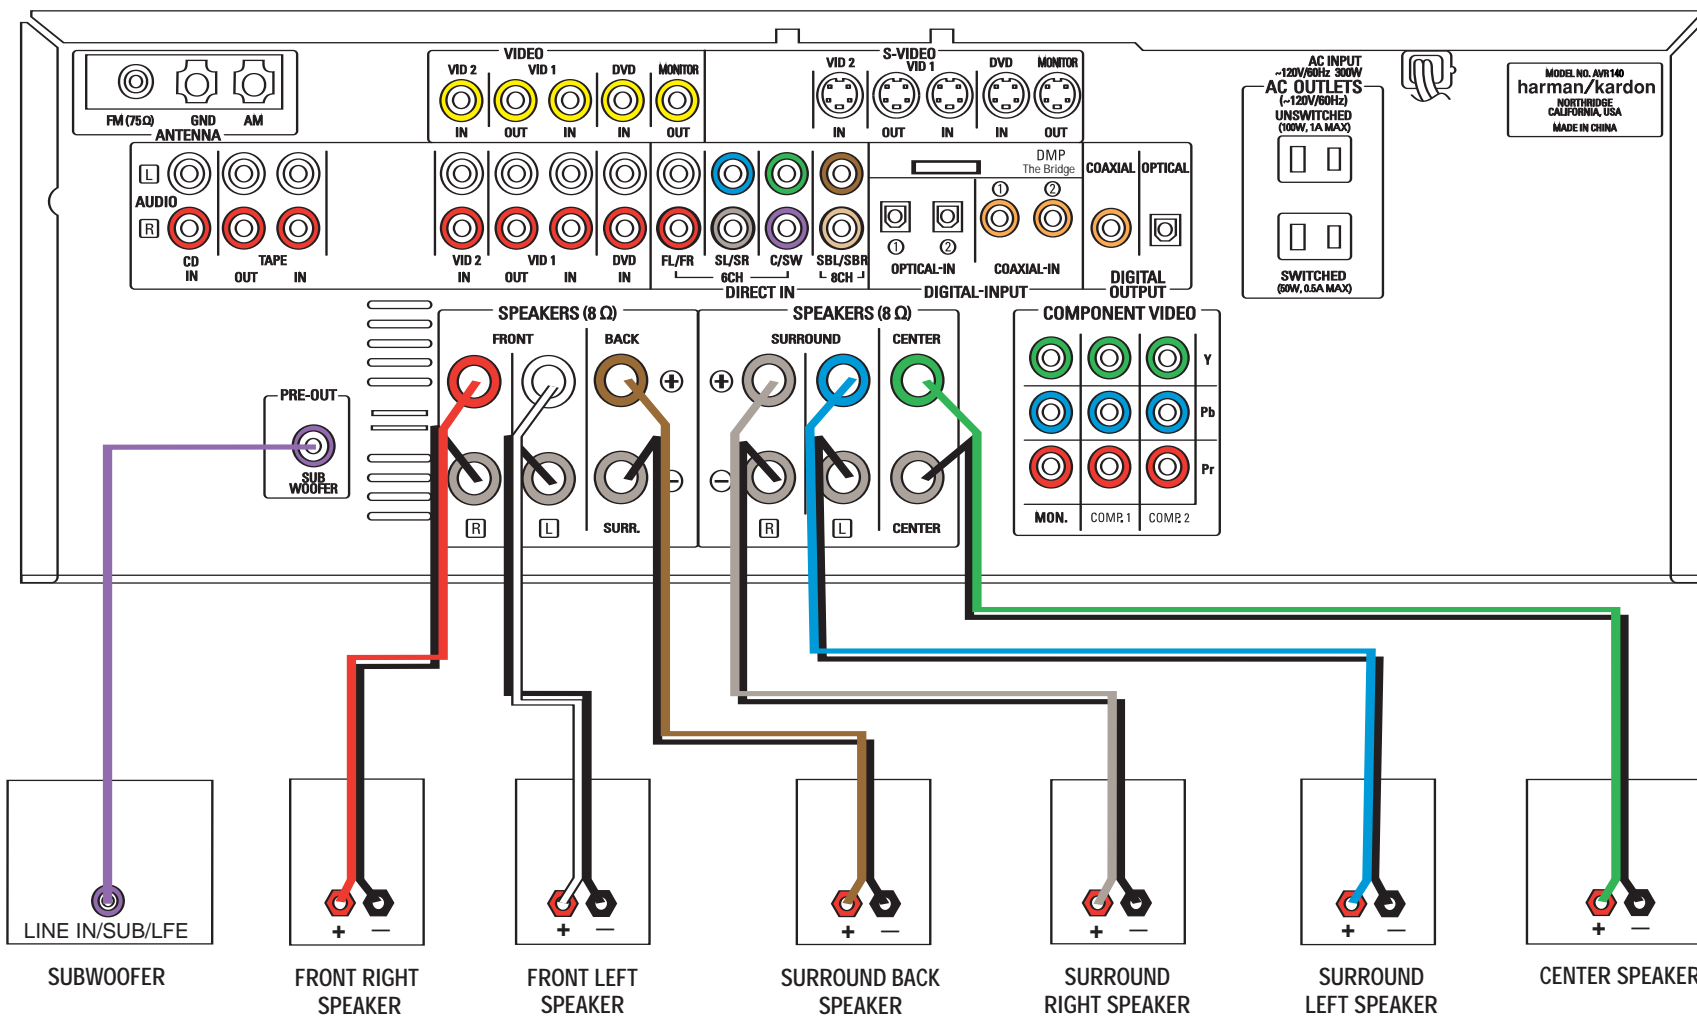 VIDEO
S-VIDEO
VID 2
VID 1
DVD
MONITOR
VID 2
VID 1
DVD
MONITOR
IN
OUT
IN
IN
OUT
IN
OUT
IN
IN
OUT
FM (75Ω)
GND
AM
ANTENNA
AC INPUT
~120V/60Hz 300W
AC OUTLETS
(~120V/60Hz)
UNSWITCHED
(100W, 1A MAX)
SWITCHED
(50W, 0.5A MAX)
MODEL NO. AVR 140
harman/kardon
NORTHRIDGE
CALIFORNIA, USA
MADE IN CHINA
L
AUDIO
R
CD
IN
TAPE
OUT
IN
VID 2
IN
VID 1
OUT
IN
DVD
IN
FL/FR
SL/SR
C/SW
SBL/SBR
6CH
8CH
DIRECT IN
DMP
The Bridge
1
2
1
2
OPTICAL-IN
COAXIAL-IN
DIGITAL-INPUT
COAXIAL
OPTICAL
DIGITAL
OUTPUT
PRE-OUT
SUB
WOOFER
SPEAKERS (8 Ω)
FRONT
BACK
+
−
R
L
SURR.
SPEAKERS (8 Ω)
SURROUND
CENTER
+
−
R
L
CENTER
COMPONENT VIDEO
Y
Pb
Pr
MON.
COMP. 1
COMP. 2
LINE IN/SUB/LFE
+ —
+ —
+ —
+ —
+ —
+ —
SUBWOOFER
FRONT RIGHT
SPEAKER
FRONT LEFT
SPEAKER
SURROUND BACK
SPEAKER
SURROUND
RIGHT SPEAKER
SURROUND
LEFT SPEAKER
CENTER SPEAKER